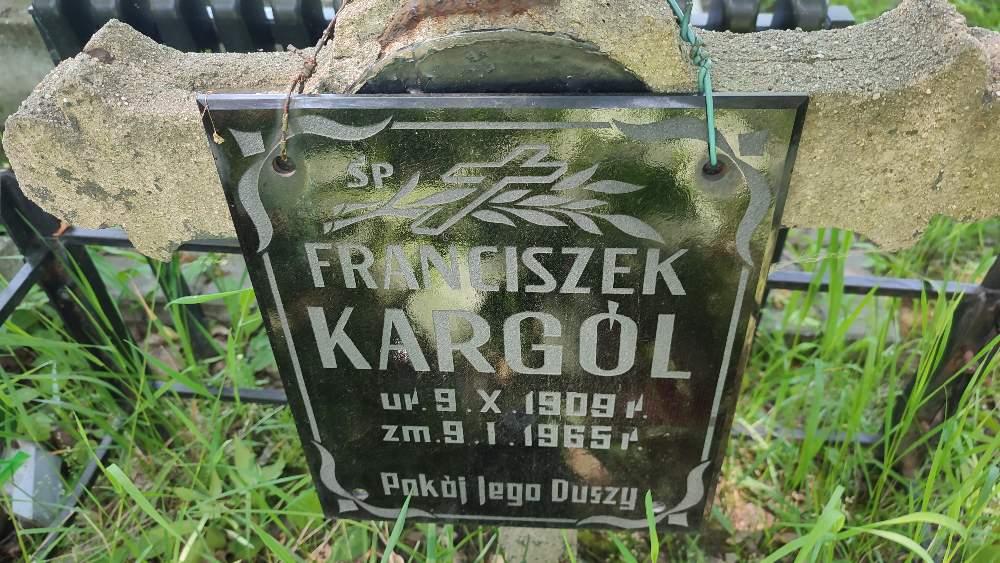 ŚP
FRANCISZEK
KARGÓL
ur. 9. X 1909 r.
zm. 9. I. 1965 r.
Pokój Jego Duszy